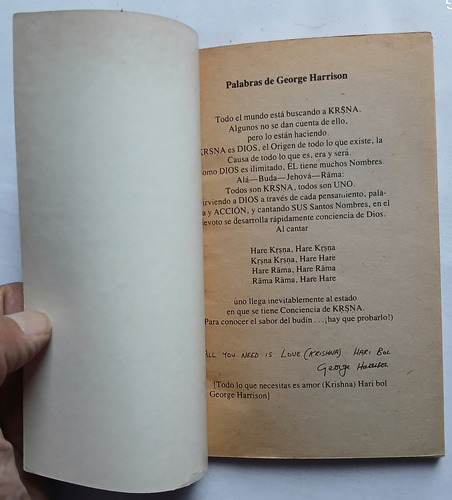 Palabras de George Harrison
Todo el mundo está buscando a KRṢNA.
Algunos no se dan cuenta de ello,
pero lo están haciendo.
KRṢNA es DIOS, el Origen de todo lo que existe, la
Causa de todo lo que es, era y será.
omo DIOS es ilimitado, ÉL tiene muchos Nombres.
Alá—Buda—Jehová—Rāma:
Todos son KRṢNA, todos son UNO.
irviendo a DIOS a través de cada pensamiento, pala-
a y ACCIÓN, y cantando SUS Santos Nombres, en el
evoto se desarrolla rápidamente conciencia de Dios.
Al cantar
Hare Kṛṣṇa, Hare Kṛṣṇa
Kṛṣṇa Kṛṣṇa, Hare Hare
Hare Rāma, Hare Rāma
Rāma Rāma, Hare Hare
uno llega inevitablemente al estado
en que se tiene Conciencia de KRṢNA.
(Para conocer el sabor del budín . . . ¡hay que probarlo!)
ALL YOU NEED IS LOVE (KRISHNA) HARI BOL
George Harrison
[Todo lo que necesitas es amor (Krishna) Hari bol
George Harrison]